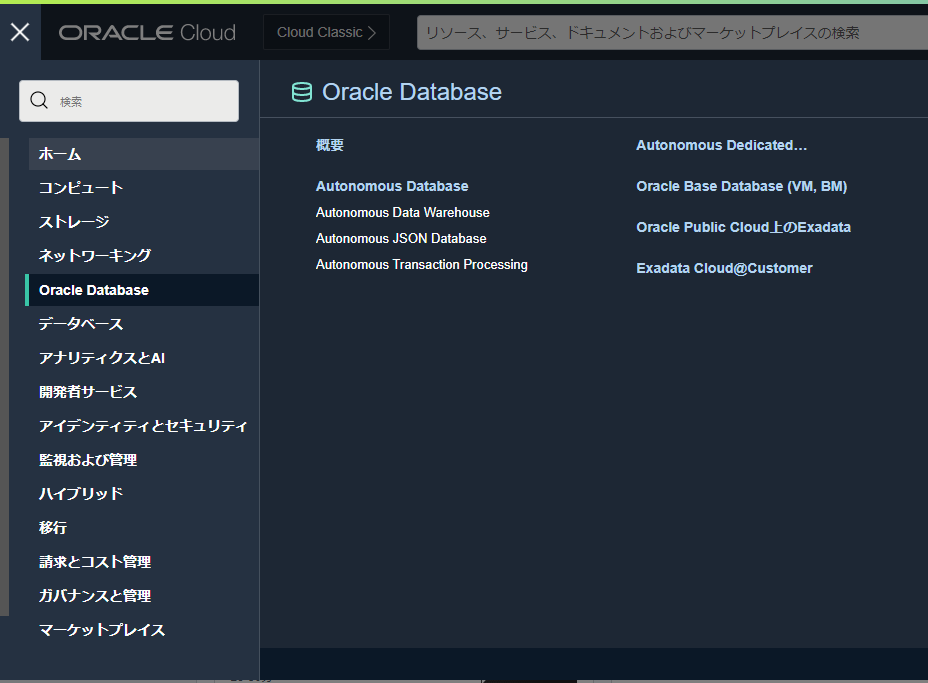 ORACLE Cloud
Cloud Classic
リソース、サービス、ドキュメントおよびマーケットプレイスの検索
検索
ホーム
コンピュート
ストレージ
ネットワーキング
Oracle Database
データベース
アナリティクスとAI
開発者サービス
アイデンティティとセキュリティ
監視および管理
ハイブリッド
移行
請求とコスト管理
ガバナンスと管理
マーケットプレイス
Oracle Database
概要
Autonomous Database
Autonomous Data Warehouse
Autonomous JSON Database
Autonomous Transaction Processing
Autonomous Dedicated…
Oracle Base Database (VM, BM)
Oracle Public Cloud上のExadata
Exadata Cloud@Customer